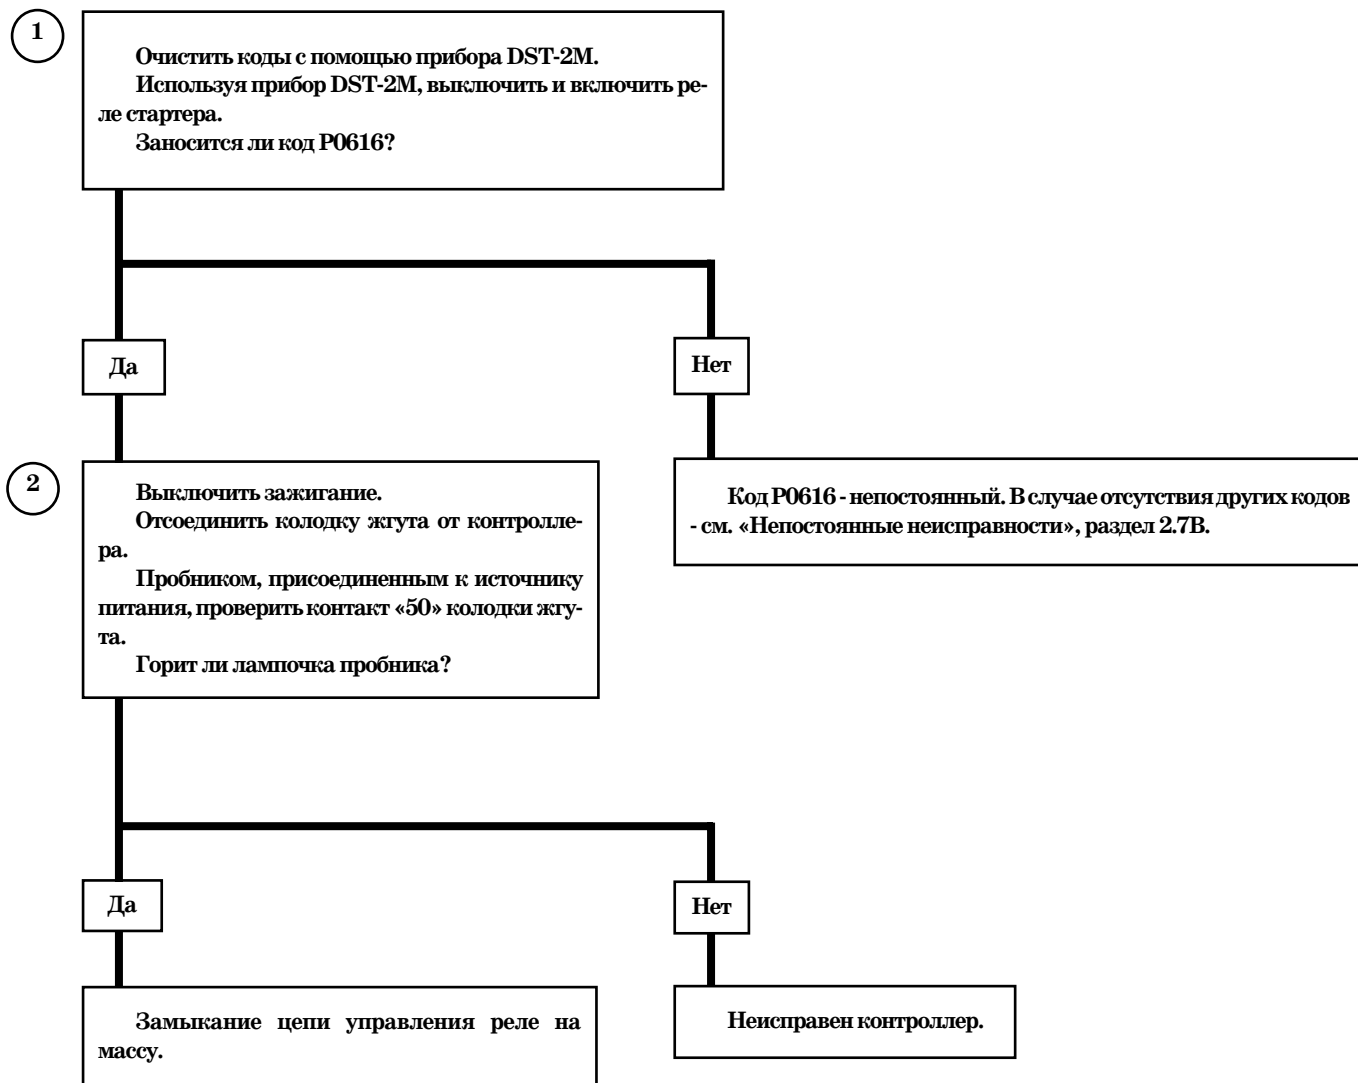 1
Очистить коды с помощью прибора DST-2M.
Используя прибор DST-2M, выключить и включить ре-
ле стартера.
Заносится ли код P0616?
Да
Нет
2
Выключить зажигание.
Отсоединить колодку жгута от контролле-
ра.
Пробником, присоединенным к источнику
питания, проверить контакт «50» колодки жгу-
та.
Горит ли лампочка пробника?
Код P0616 - непостоянный. В случае отсутствия других кодов
- см. «Непостоянные неисправности», раздел 2.7В.
Да
Нет
Замыкание цепи управления реле на
массу.
Неисправен контроллер.